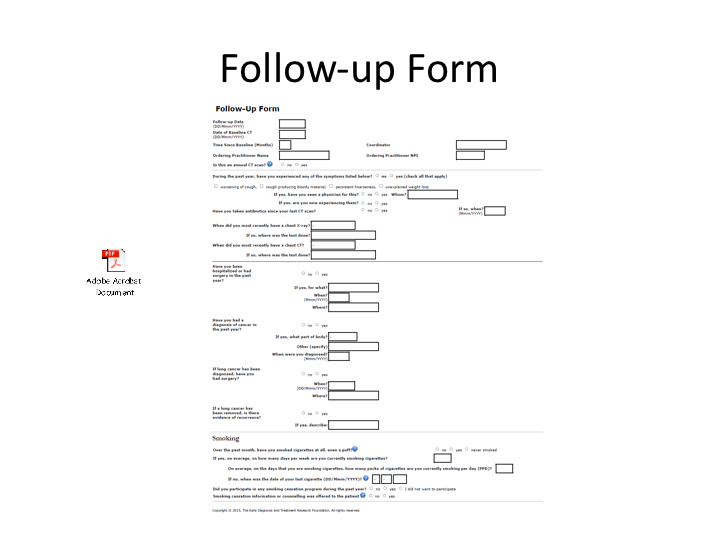 Follow-up Form
Follow-Up Form
Follow-up Date
(DD/Mmm/YYYY)
Date of Baseline CT
(DD/Mmm/YYYY)
Time Since Baseline (Months)
Coordinator
Ordering Practitioner Name
Ordering Practitioner NPI
Is this an annual CT scan? no yes
During the past year, have you experienced any of the symptoms listed below? no yes (check all that apply)
worsening of cough, cough producing bloody material, persistent hoarseness, unexplained weight loss
If yes, have you seen a physician for this? no yes Whom?
If yes, are you now experiencing them? no yes
Have you taken antibiotics since your last CT scan? no yes
If so, when?
(Mmm/YYYY)
When did you most recently have a chest X-ray?
If so, where was the test done?
When did you most recently have a chest CT?
If so, where was the test done?
PDF
Adobe Acrobat
Document
Have you been
hospitalized or had
surgery in the past
year?
no yes
If yes, for what?
When?
(Mmm/YYYY)
Where?
Have you had a
diagnosis of cancer in
the past year?
no yes
If yes, what part of body?
Other (specify)
When were you diagnosed?
(Mmm/YYYY)
If lung cancer has been
diagnosed, have you
had surgery?
no yes
When?
(DD/Mmm/YYYY)
Where?
If a lung cancer has
been removed, is there
evidence of recurrence?
no yes
If yes, describe
Smoking
Over the past month, have you smoked cigarettes at all, even a puff? no yes never smoked
If yes, on average, on how many days per week are you currently smoking cigarettes?
On average, on the days that you are smoking cigarettes, how many packs of cigarettes are you currently smoking per day (PPD)?
If no, when was the date of your last cigarette (DD/Mmm/YYYY)?
Did you participate in any smoking cessation program during the past year? no yes I did not want to participate
Smoking cessation information or counselling was offered to the patient no yes
Copyright © 2015, The Early Diagnosis and Treatment Research Foundation. All rights reserved.